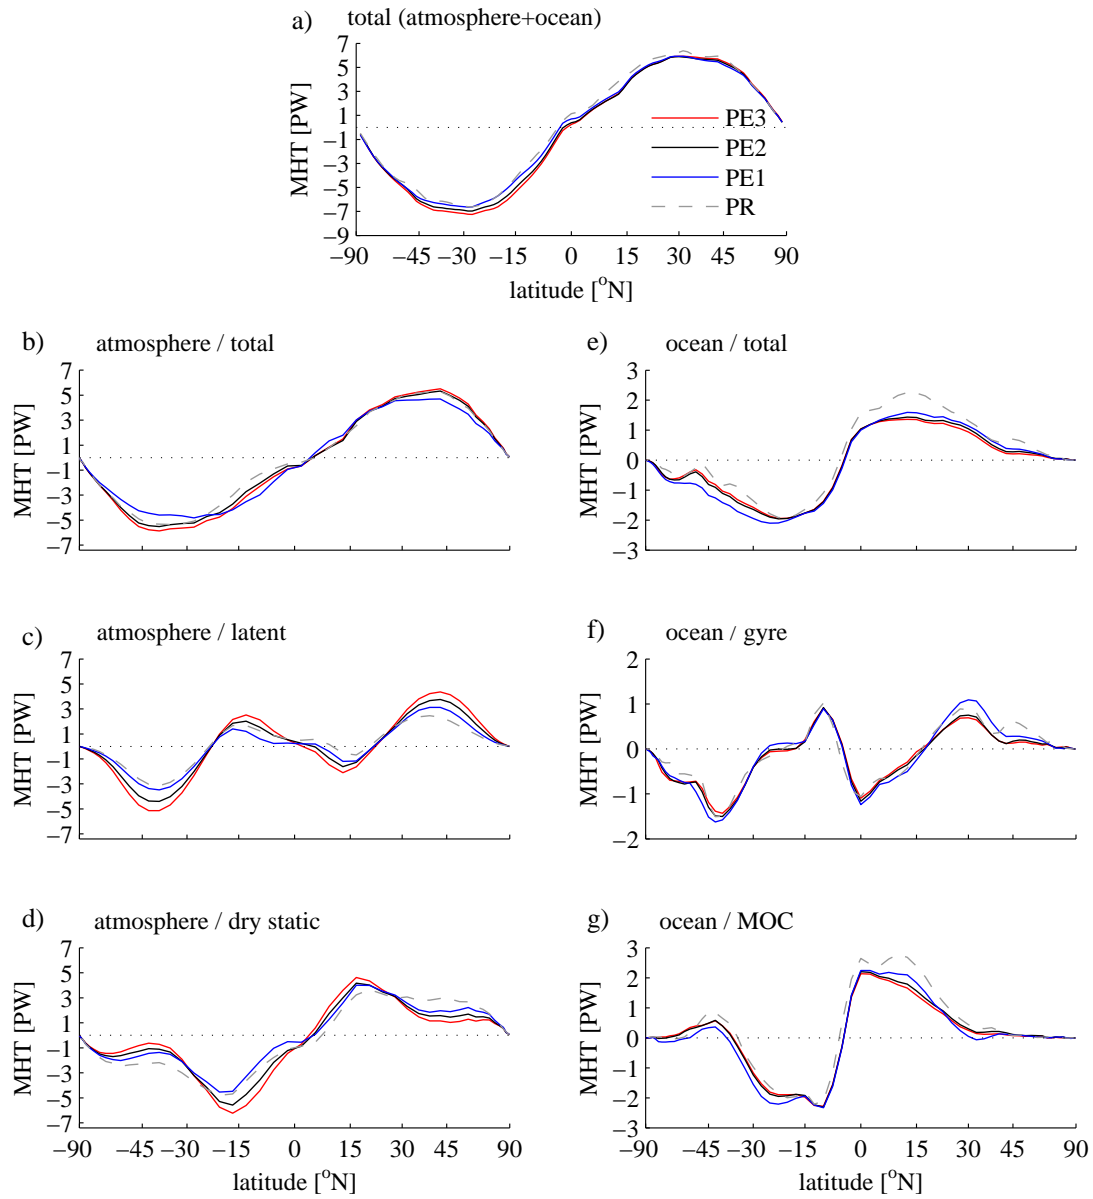 a) total (atmosphere+ocean)
7
5
3
1
−1
−3
−5
−7
−9
MHT [PW]
PE3
PE2
PE1
PR
−90 −45 −30 −15 0 15 30 45 90
latitude [°N]
b) atmosphere / total
7
5
3
1
−1
−3
−5
−7
MHT [PW]
e) ocean / total
3
2
1
0
−1
−2
−3
MHT [PW]
c) atmosphere / latent
7
5
3
1
−1
−3
−5
−7
MHT [PW]
f) ocean / gyre
2
1
0
−1
−2
MHT [PW]
d) atmosphere / dry static
7
5
3
1
−1
−3
−5
−7
MHT [PW]
−90 −45 −30 −15 0 15 30 45 90
latitude [°N]
g) ocean / MOC
3
2
1
0
−1
−2
−3
MHT [PW]
−90 −45 −30 −15 0 15 30 45 90
latitude [°N]